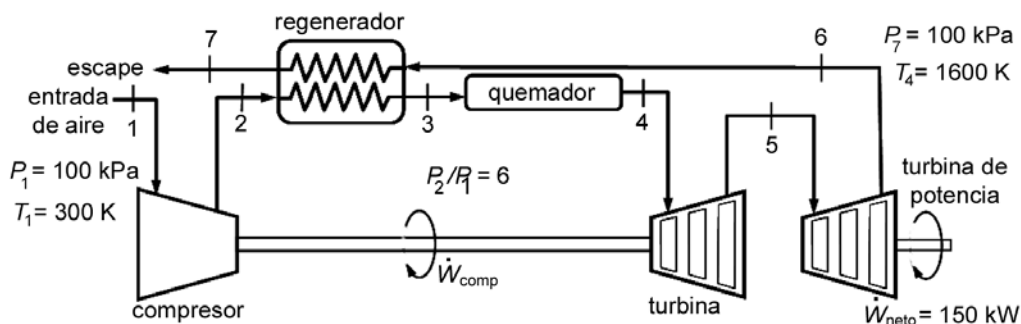 regenerador
7
6
P₇ = 100 kPa
T₄ = 1600 K
escape
entrada
de aire
1
2
3
quemador
4
5
P₁ = 100 kPa
T₁ = 300 K
P₂/P₁ = 6
turbina de
potencia
Ẇcomp
compresor
turbina
Ẇneto = 150 kW